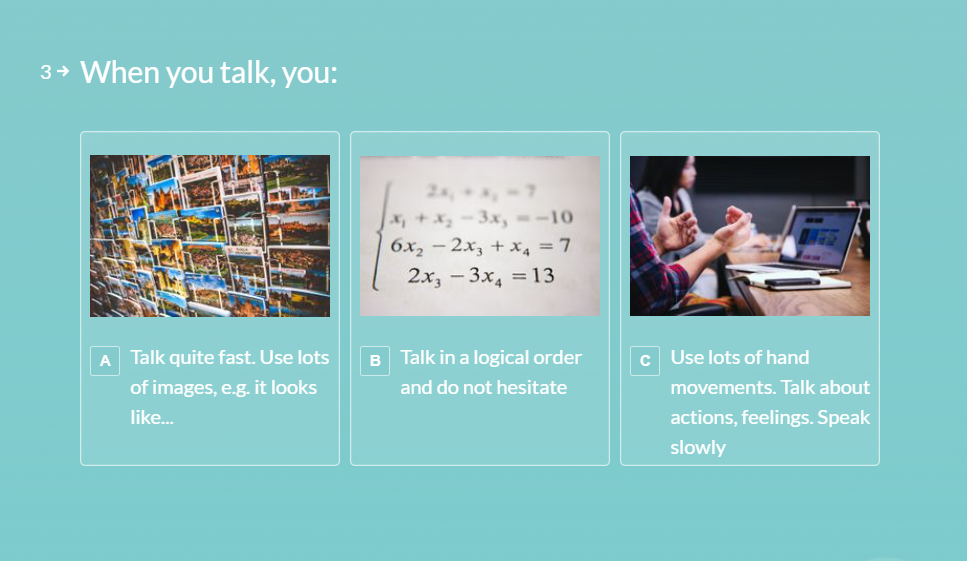 3 → When you talk, you:
2x₁ + x₂ = 7
x₁ + x₂ − 3x₃ = −10
6x₂ − 2x₃ + x₄ = 7
2x₃ − 3x₄ = 13
A Talk quite fast. Use lots
of images, e.g. it looks
like...
B Talk in a logical order
and do not hesitate
C Use lots of hand
movements. Talk about
actions, feelings. Speak
slowly